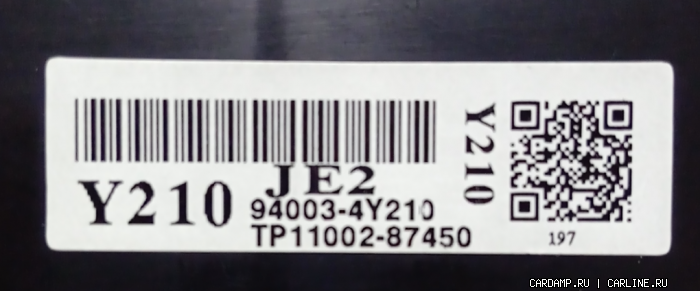 JE2
Y210
94003-4Y210
TP11002-87450
Y210
197
CARDAMP.RU | CARLINE.RU